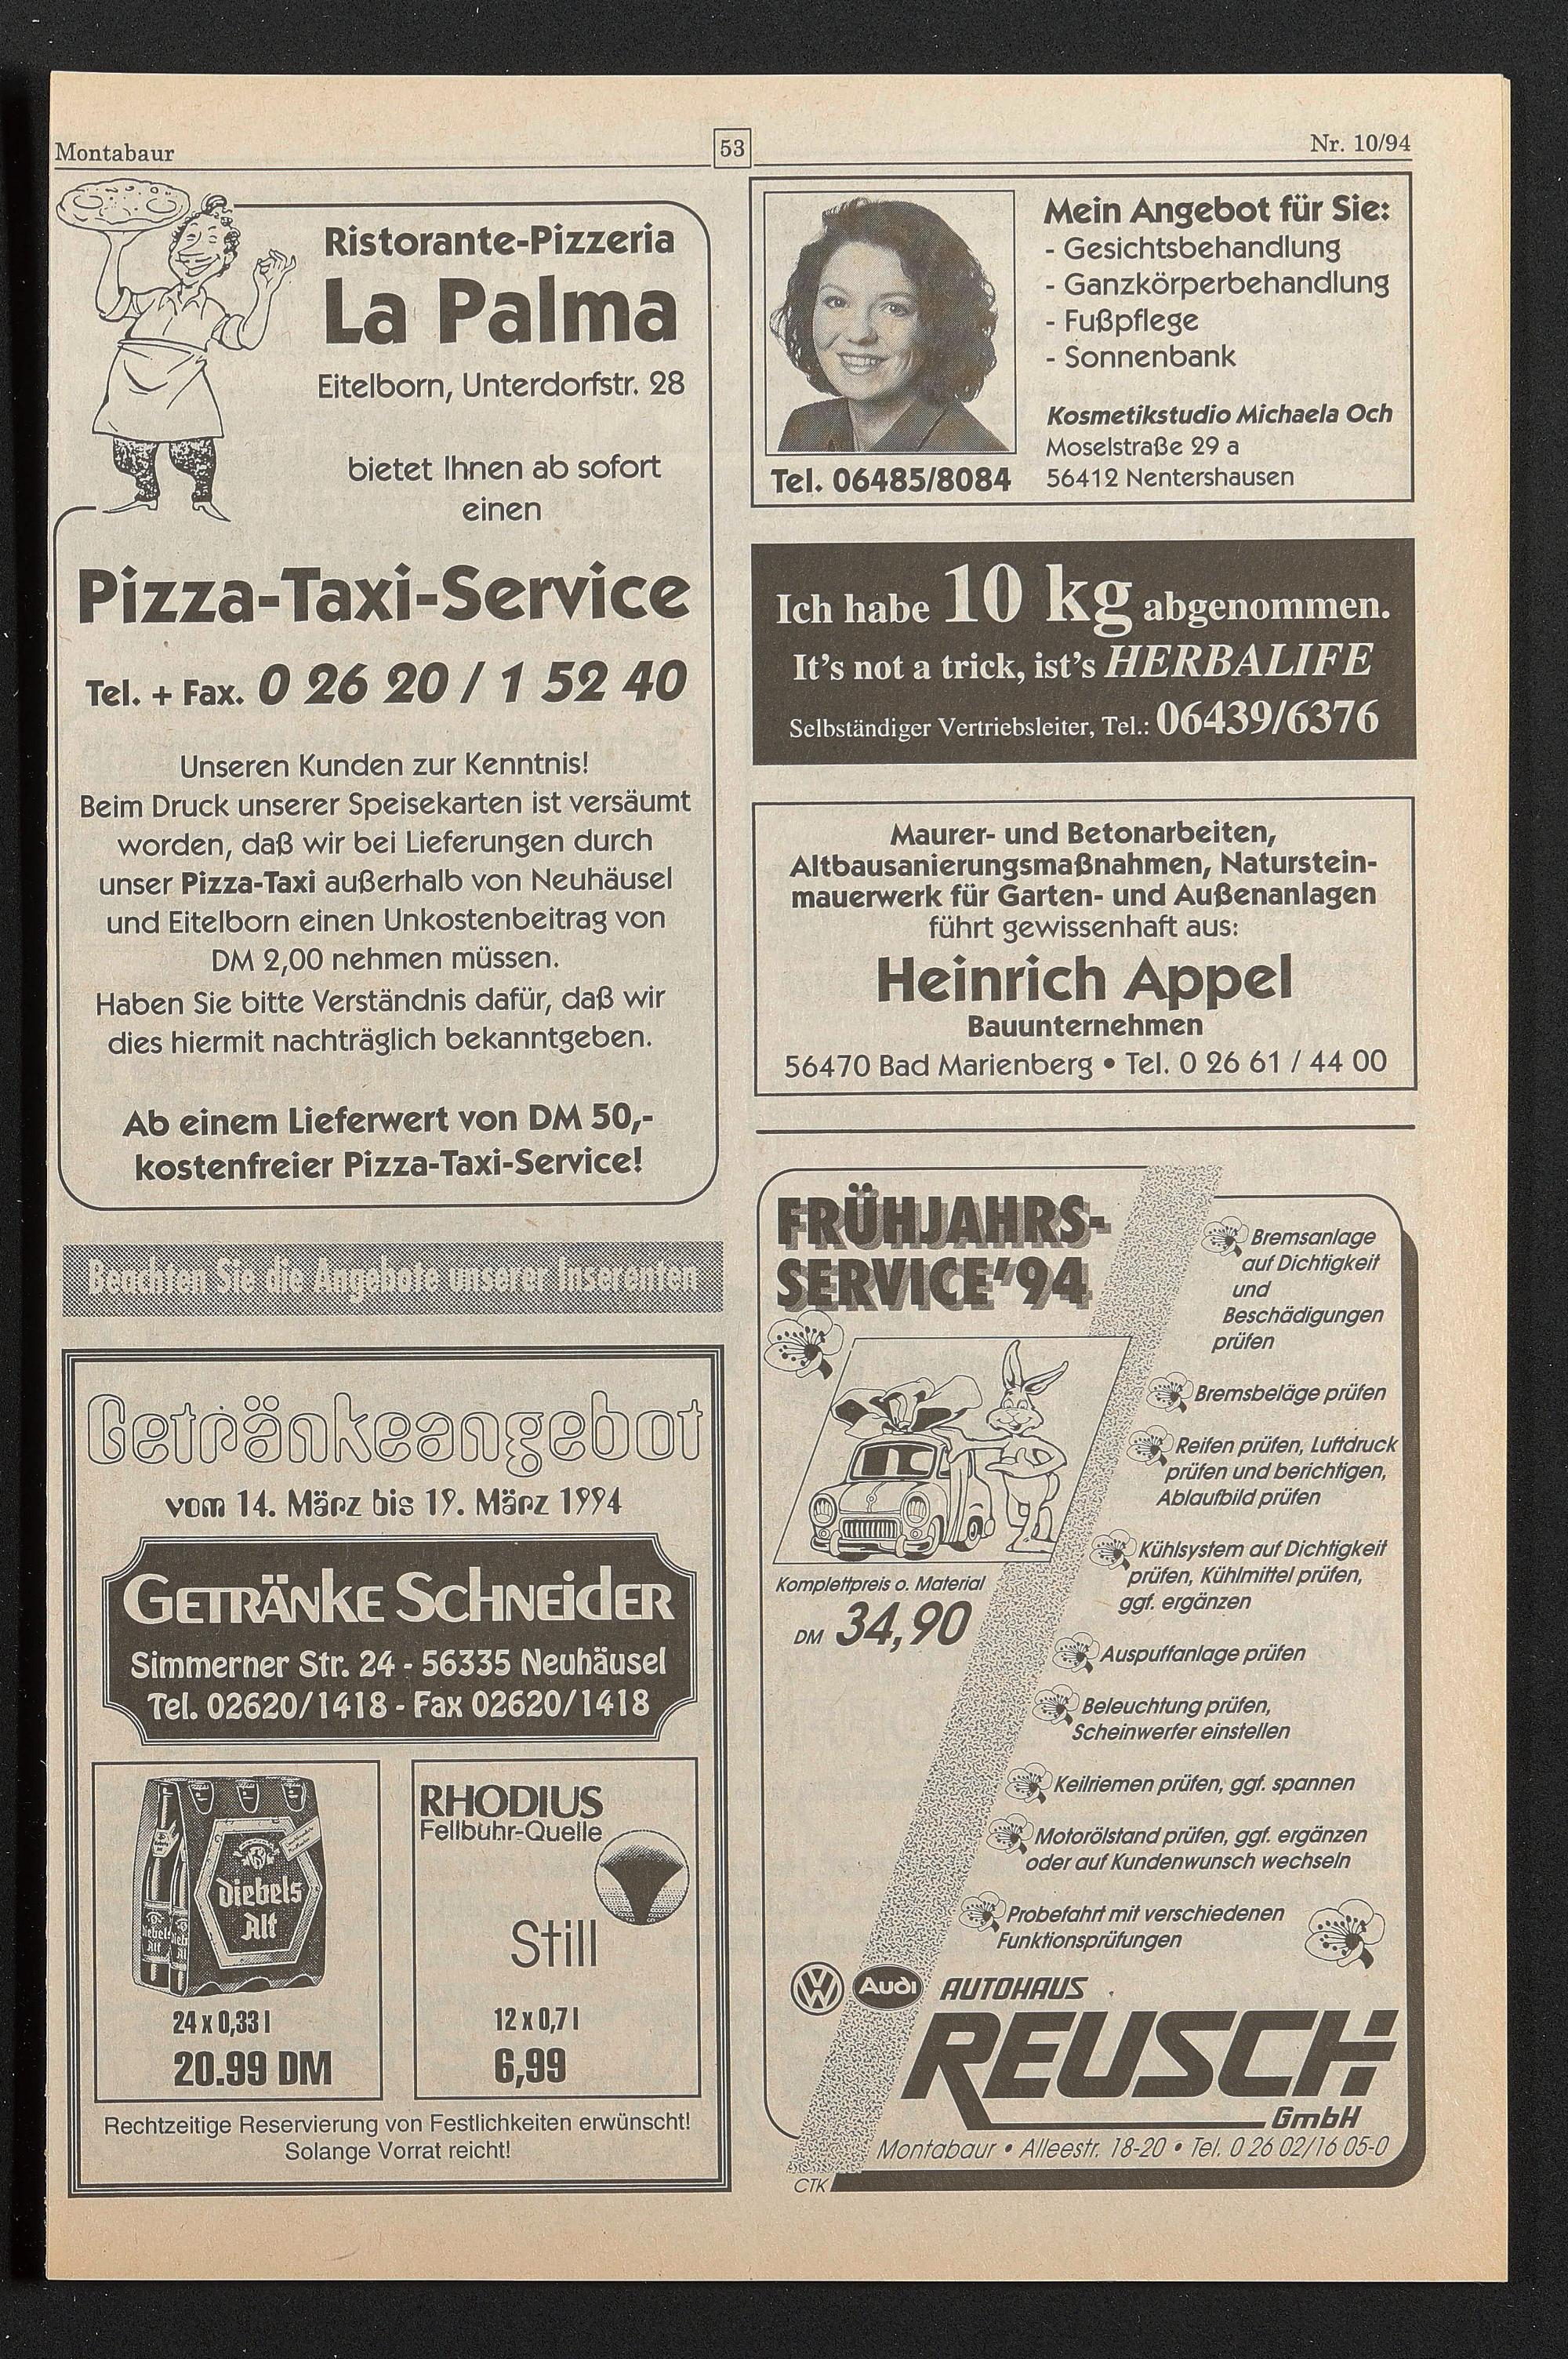 Montabaur
53
Nr. 10/94
Ristorante-Pizzeria
La Palma
Eitelborn, Unterdorfstr. 28
bietet Ihnen ab sofort
einen
Pizza-Taxi-Service
Tel. + Fax. 0 26 20 / 1 52 40
Unseren Kunden zur Kenntnis!
Beim Druck unserer Speisekarten ist versäumt
worden, daß wir bei Lieferungen durch
unser Pizza-Taxi außerhalb von Neuhäusel
und Eitelborn einen Unkostenbeitrag von
DM 2,00 nehmen müssen.
Haben Sie bitte Verständnis dafür, daß wir
dies hiermit nachträglich bekanntgeben.
Ab einem Lieferwert von DM 50,-
kostenfreier Pizza-Taxi-Service!
Beachten Sie die Angebote unserer Inserenten
Getränkeangebot
vom 14. März bis 19. März 1994
GETRÄNKE SCHNEIDER
Simmerner Str. 24 - 56335 Neuhäusel
Tel. 02620/1418 - Fax 02620/1418
Diebels
Alt
24 x 0,33 l
20.99 DM
RHODIUS
Fellbuhr-Quelle
Still
12 x 0,7 l
6,99
Rechtzeitige Reservierung von Festlichkeiten erwünscht!
Solange Vorrat reicht!
Mein Angebot für Sie:
- Gesichtsbehandlung
- Ganzkörperbehandlung
- Fußpflege
- Sonnenbank
Kosmetikstudio Michaela Och
Moselstraße 29 a
56412 Nentershausen
Tel. 06485/8084
Ich habe 10 kg abgenommen.
It's not a trick, ist's HERBALIFE
Selbständiger Vertriebsleiter, Tel.: 06439/6376
Maurer- und Betonarbeiten,
Altbausanierungsmaßnahmen, Naturstein-
mauerwerk für Garten- und Außenanlagen
führt gewissenhaft aus:
Heinrich Appel
Bauunternehmen
56470 Bad Marienberg • Tel. 0 26 61 / 44 00
FRÜHJAHRS-
SERVICE'94
Komplettpreis o. Material
DM 34,90
Bremsanlage
auf Dichtigkeit
und
Beschädigungen
prüfen
Bremsbeläge prüfen
Reifen prüfen, Luftdruck
prüfen und berichtigen,
Ablaufbild prüfen
Kühlsystem auf Dichtigkeit
prüfen, Kühlmittel prüfen,
ggf. ergänzen
Auspuffanlage prüfen
Beleuchtung prüfen,
Scheinwerfer einstellen
Keilriemen prüfen, ggf. spannen
Motorölstand prüfen, ggf. ergänzen
oder auf Kundenwunsch wechseln
Probefahrt mit verschiedenen
Funktionsprüfungen
VW Audi AUTOHAUS
REUSCH
GmbH
Montabaur • Alleestr. 18-20 • Tel. 0 26 02/16 05-0
CTK